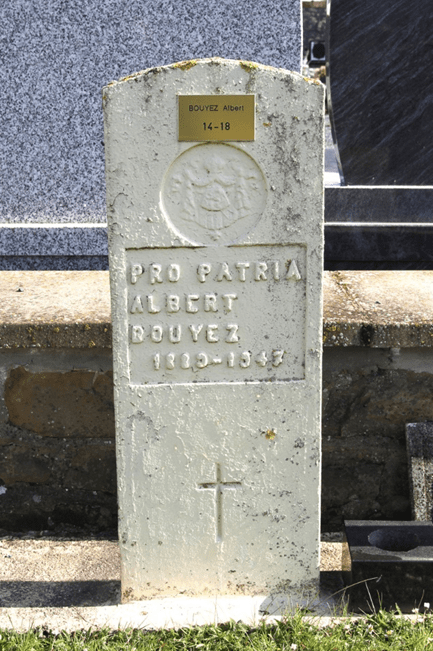 BOUYEZ Albert
14-18
PRO PATRIA
ALBERT
BOUYEZ